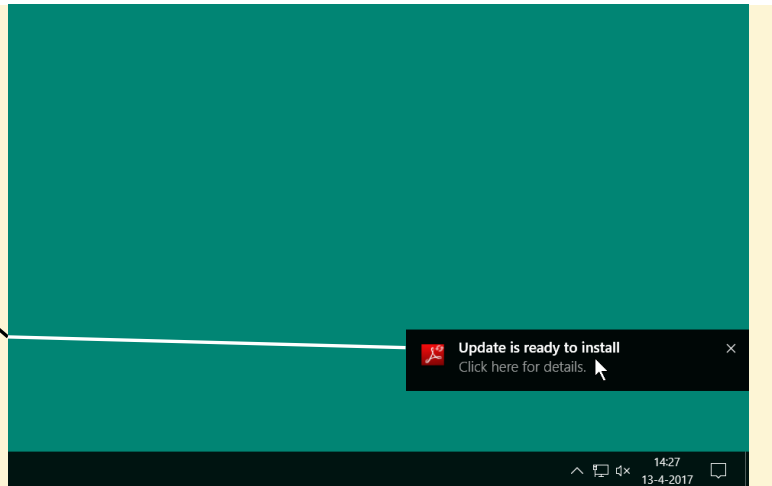 Update is ready to install
Click here for details.
14:27
13-4-2017